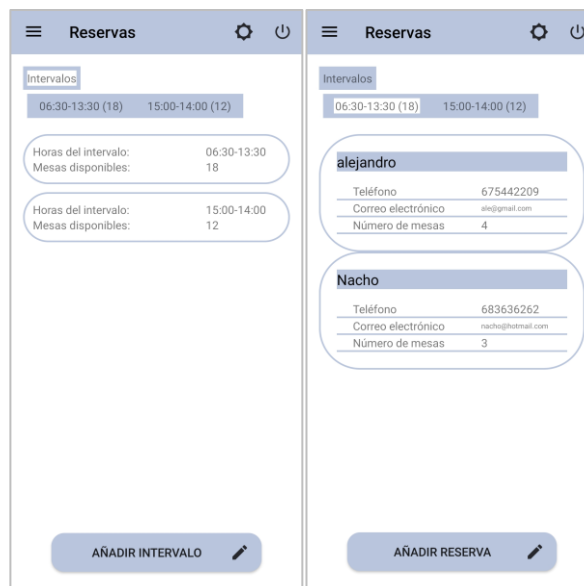 Reservas
Intervalos
06:30-13:30 (18) 15:00-14:00 (12)
Horas del intervalo: 06:30-13:30
Mesas disponibles: 18
Horas del intervalo: 15:00-14:00
Mesas disponibles: 12
AÑADIR INTERVALO
Reservas
Intervalos
06:30-13:30 (18) 15:00-14:00 (12)
alejandro
Teléfono 675442209
Correo electrónico ale@gmail.com
Número de mesas 4
Nacho
Teléfono 683636262
Correo electrónico nacho@hotmail.com
Número de mesas 3
AÑADIR RESERVA